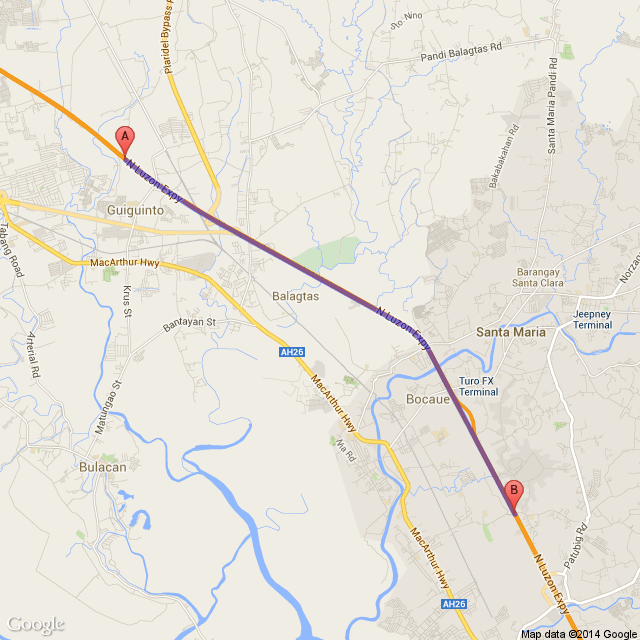 Sto. Nino
Plaridel Bypass R
Pandi Balagtas Rd
Santa Maria Pandi Rd
Bakabakahan Rd
A
N Luzon Expy
Guiguinto
Tabang Road
MacArthur Hwy
Krus St
Barangay
Santa Clara
Norzag
Balagtas
N Luzon Expy
Jeepney
Terminal
Bantayan St
Santa Maria
AH26
Arterial Rd
MacArthur Hwy
Turo FX
Terminal
Matungao St
Bocaue
Via Rd
Bulacan
B
Patubig Rd
MacArthur Hwy
N Luzon Expy
AH26
Google
Map data ©2014 Google